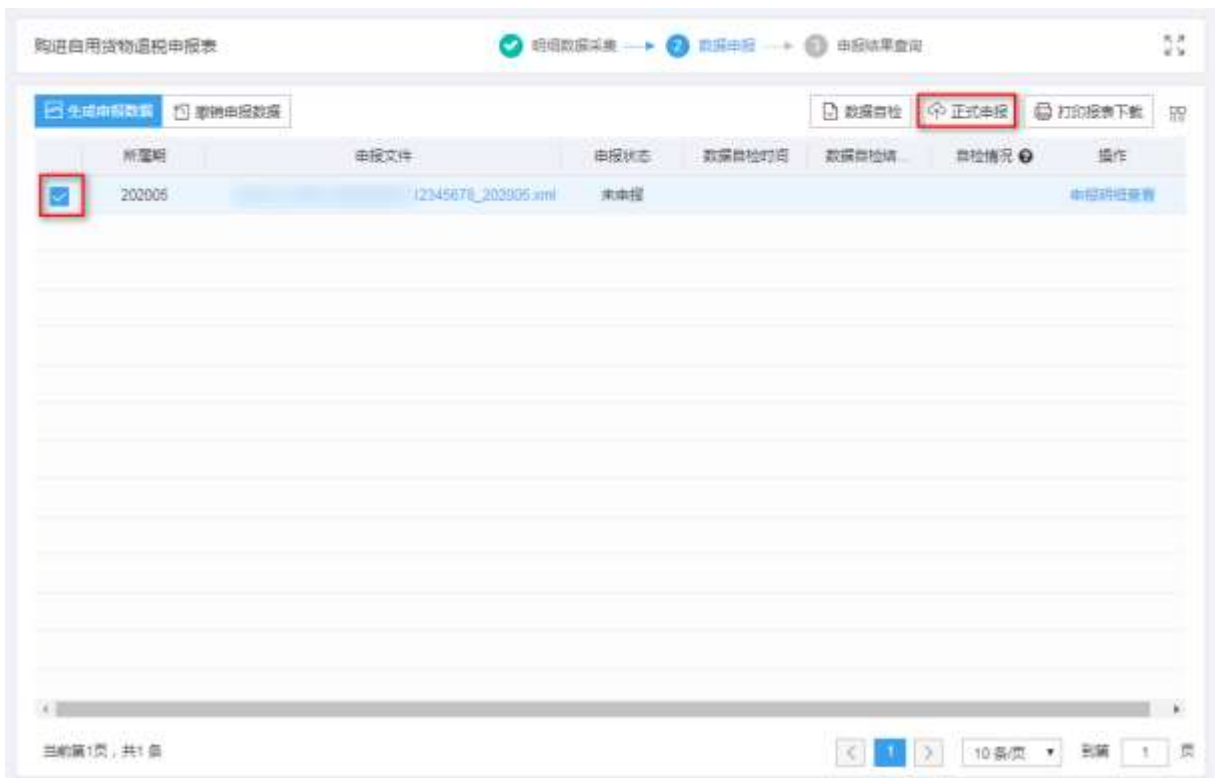 购进自用货物退税申报表
明细数据采集
2 数据申报
3 申报结果查询
生成申报数据
撤销申报数据
数据自检
正式申报
打印报表下载
所属期 申报文件 申报状态 数据自检时间 数据自检结... 自检情况 操作
202005 12345678_202005.xml 未申报 申报明细查看
当前第1页,共1 条
1
10 条/页
到第 1 页